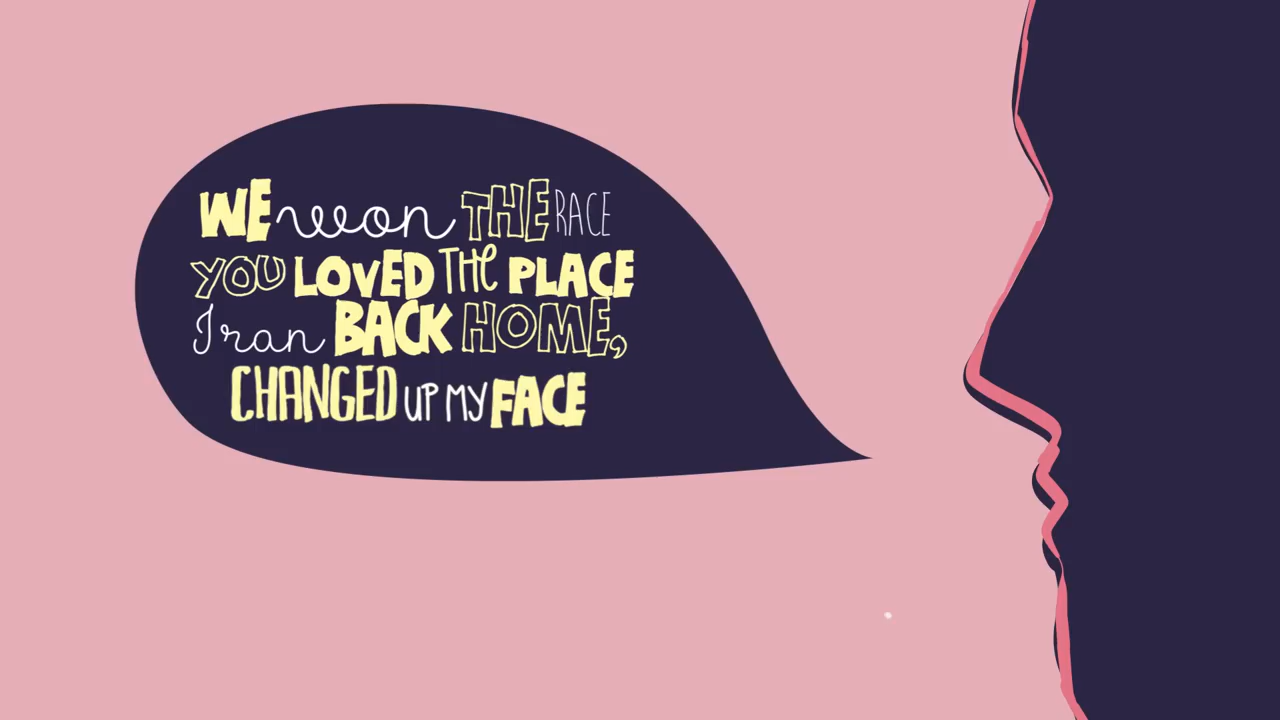 WE won THE RACE
YOU LOVED THE PLACE
I ran BACK HOME,
CHANGED UP MY FACE